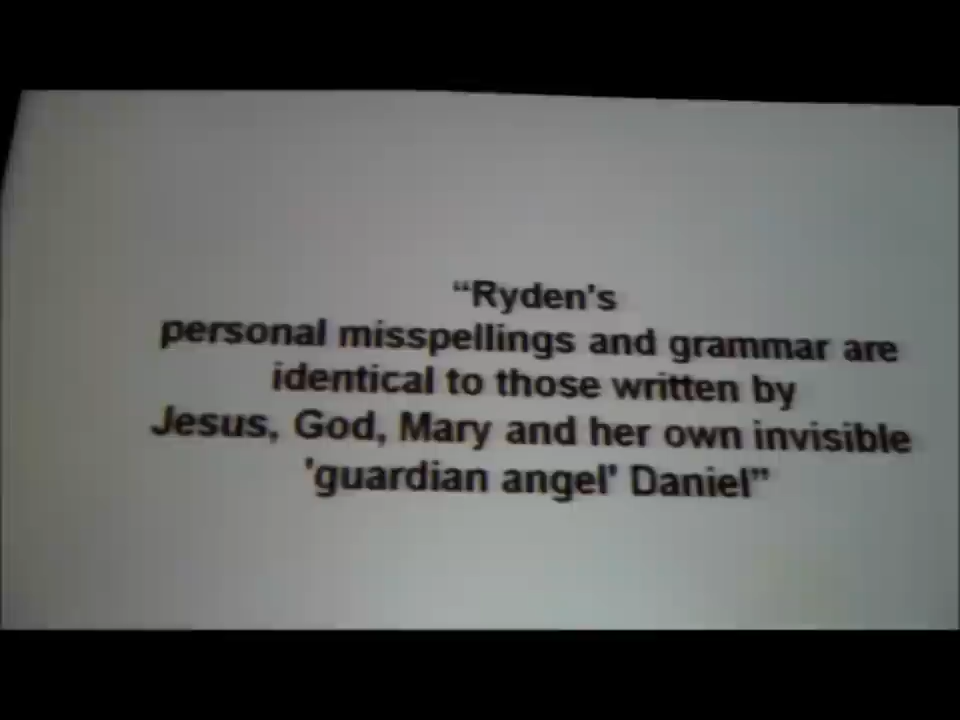 “Ryden's
personal misspellings and grammar are
identical to those written by
Jesus, God, Mary and her own invisible
'guardian angel' Daniel”